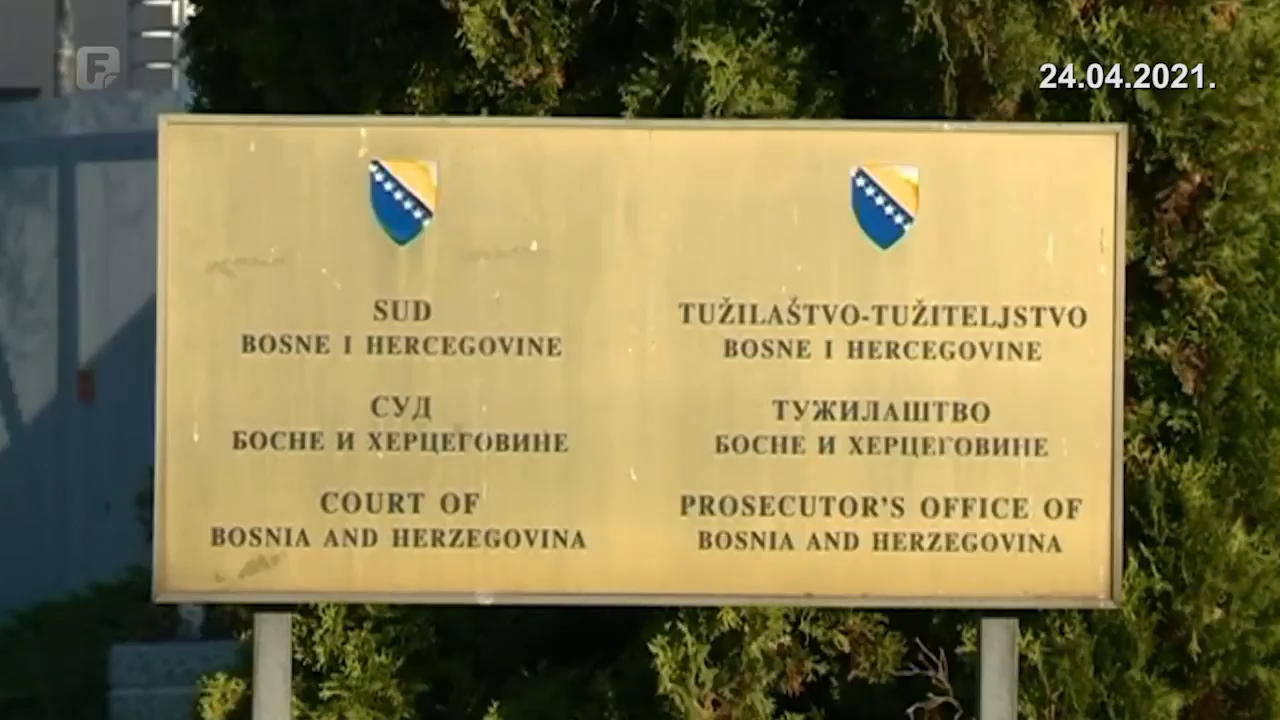 F
24.04.2021.
SUD
BOSNE I HERCEGOVINE
СУД
БОСНЕ И ХЕРЦЕГОВИНЕ
COURT OF
BOSNIA AND HERZEGOVINA
TUŽILAŠTVO-TUŽITELJSTVO
BOSNE I HERCEGOVINE
ТУЖИЛАШТВО
БОСНЕ И ХЕРЦЕГОВИНЕ
PROSECUTOR'S OFFICE OF
BOSNIA AND HERZEGOVINA